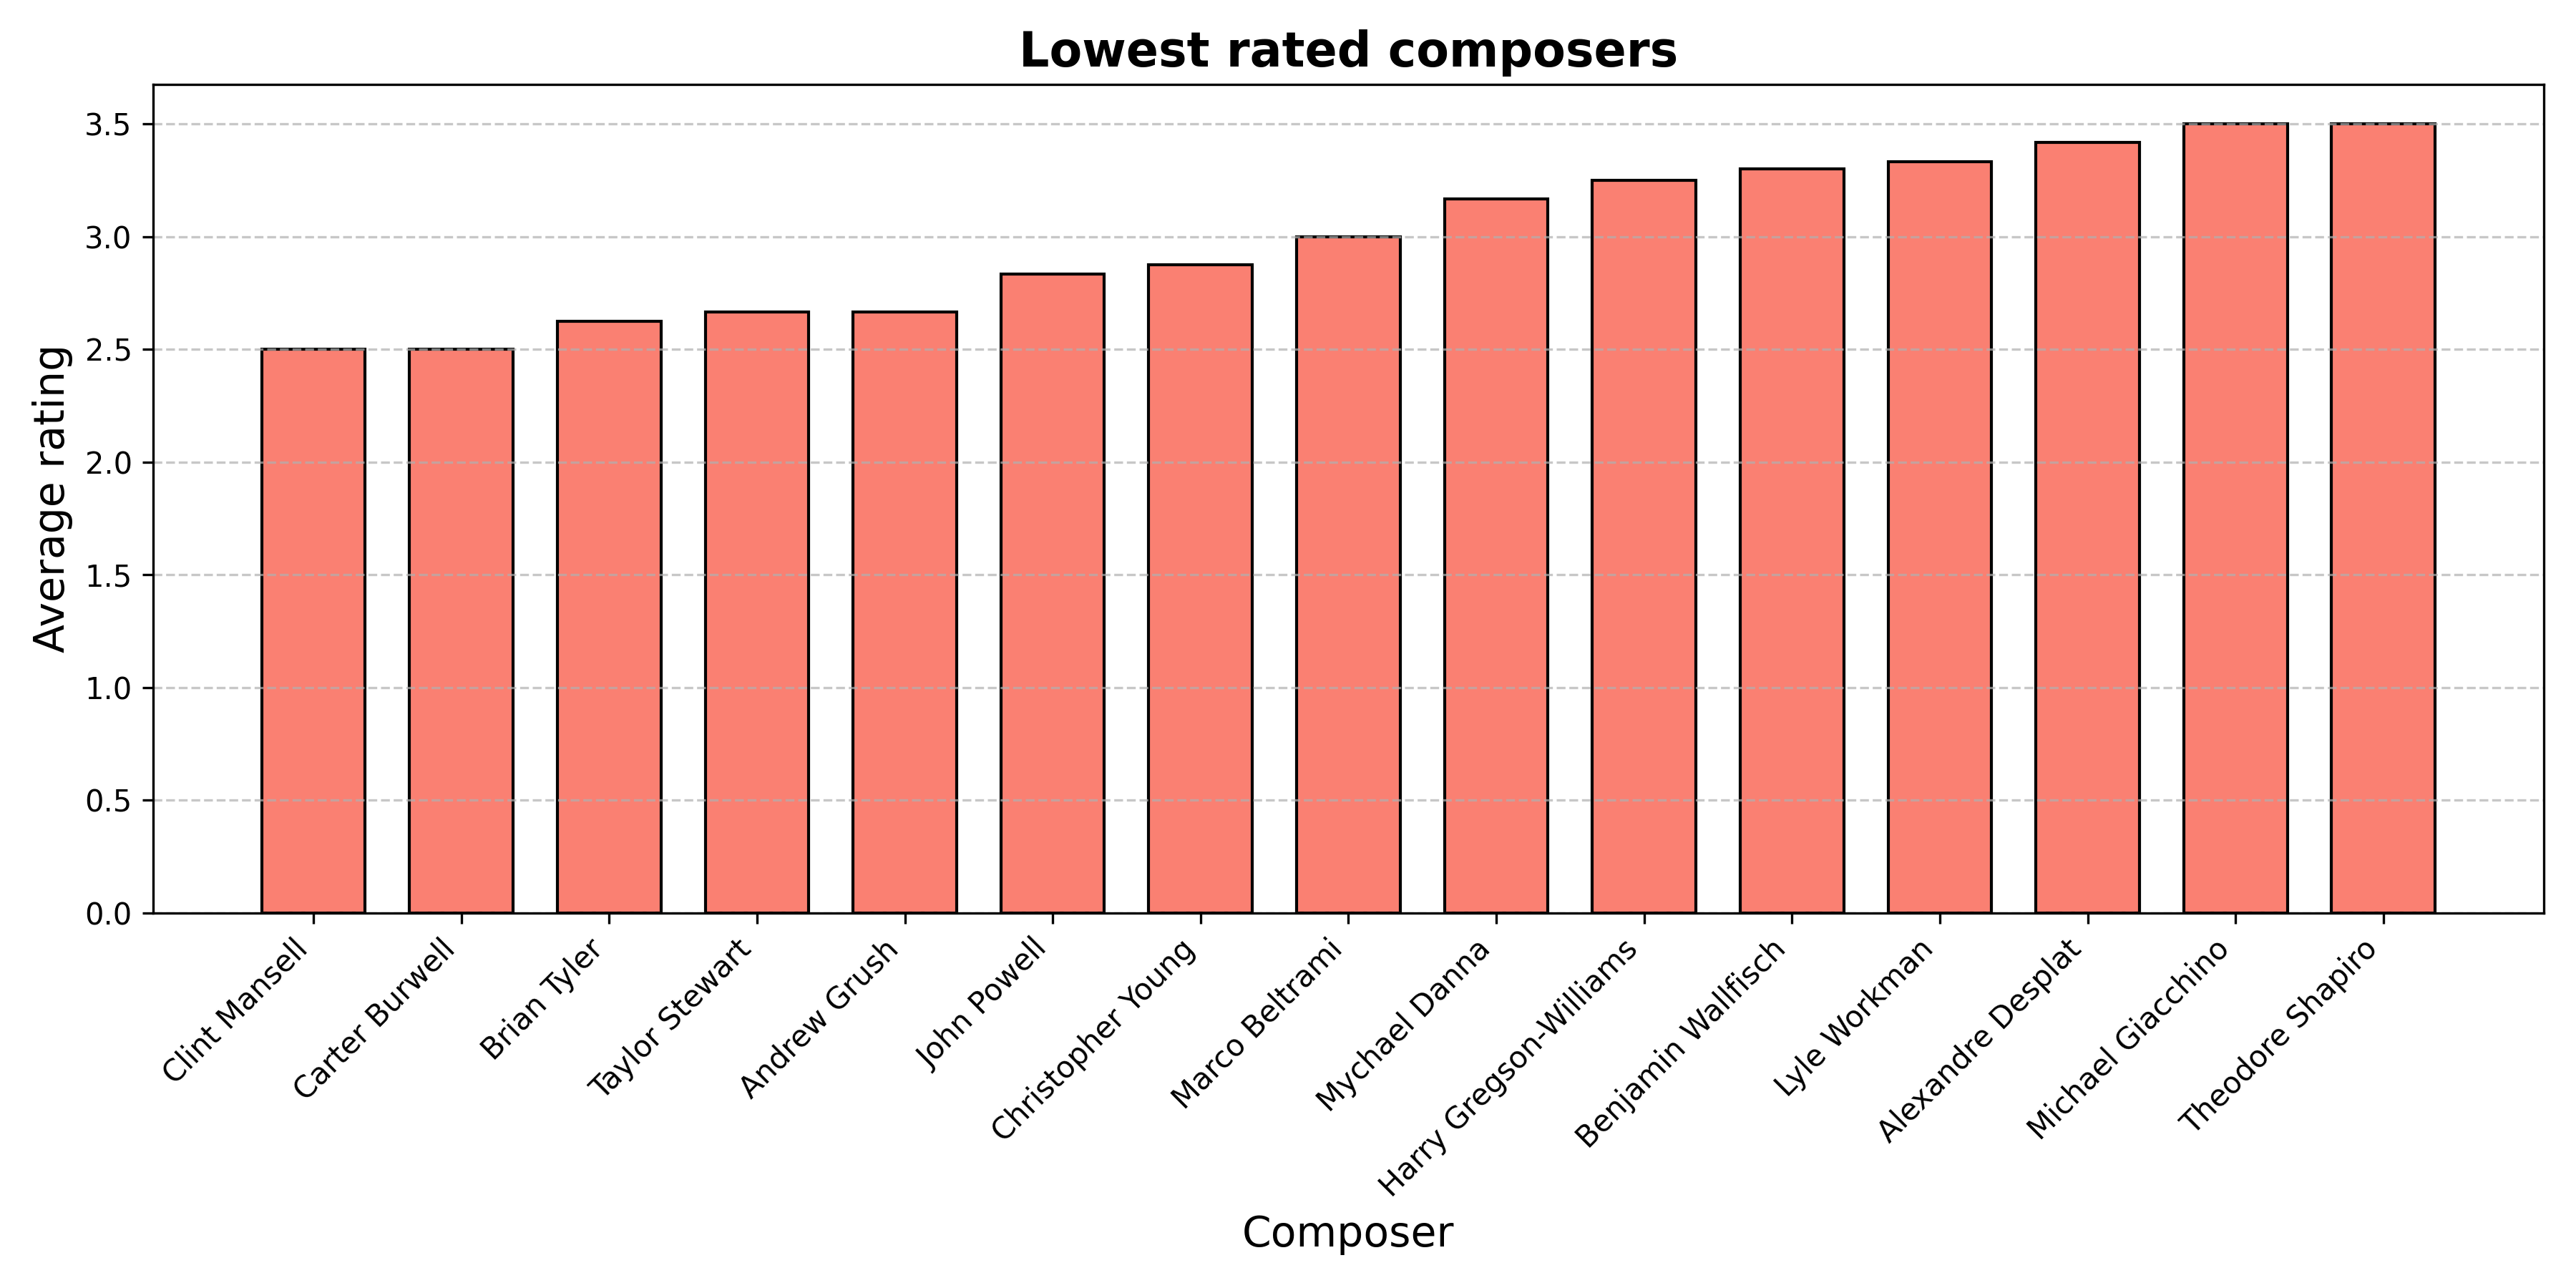 Lowest rated composers
Average rating
3.5
3.0
2.5
2.0
1.5
1.0
0.5
0.0
Clint Mansell
Carter Burwell
Brian Tyler
Taylor Stewart
Andrew Grush
John Powell
Christopher Young
Marco Beltrami
Mychael Danna
Harry Gregson-Williams
Benjamin Wallfisch
Lyle Workman
Alexandre Desplat
Michael Giacchino
Theodore Shapiro
Composer